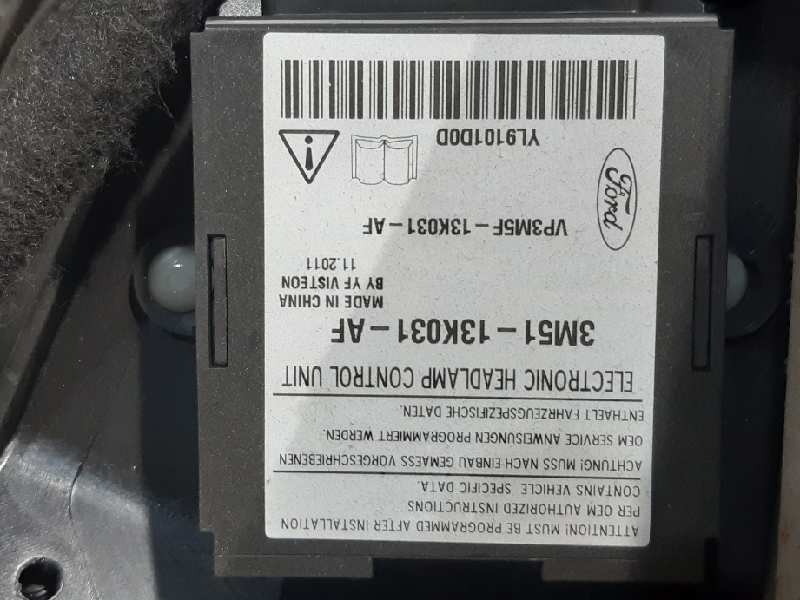 ATTENTION! MUST BE PROGRAMMED AFTER INSTALLATION
PER OEM AUTHORIZED INSTRUCTIONS
CONTAINS VEHICLE SPECIFIC DATA.
ACHTUNG! MUSS NACH EINBAU GEMAESS VORGESCHRIEBENEN
OEM SERVICE ANWEISUNGEN PROGRAMMIERT WERDEN.
ENTHAELT FAHRZEUGSPEZIFISCHE DATEN.
ELECTRONIC HEADLAMP CONTROL UNIT
3M51-13K031-AF
MADE IN CHINA
BY YF VISTEON
11.2011
Ford
VP3M5F-13K031-AF
YL9101D0D